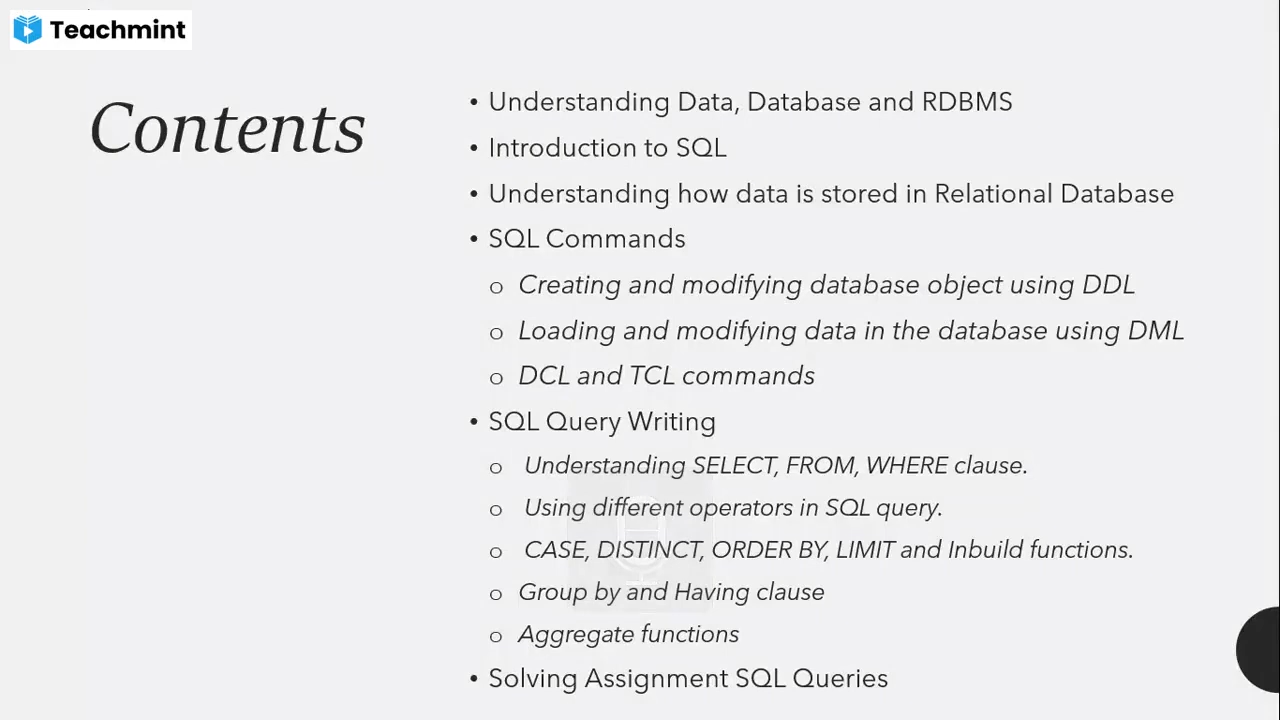 Teachmint
Contents
• Understanding Data, Database and RDBMS
• Introduction to SQL
• Understanding how data is stored in Relational Database
• SQL Commands
o Creating and modifying database object using DDL
o Loading and modifying data in the database using DML
o DCL and TCL commands
• SQL Query Writing
o Understanding SELECT, FROM, WHERE clause.
o Using different operators in SQL query.
o CASE, DISTINCT, ORDER BY, LIMIT and Inbuild functions.
o Group by and Having clause
o Aggregate functions
• Solving Assignment SQL Queries